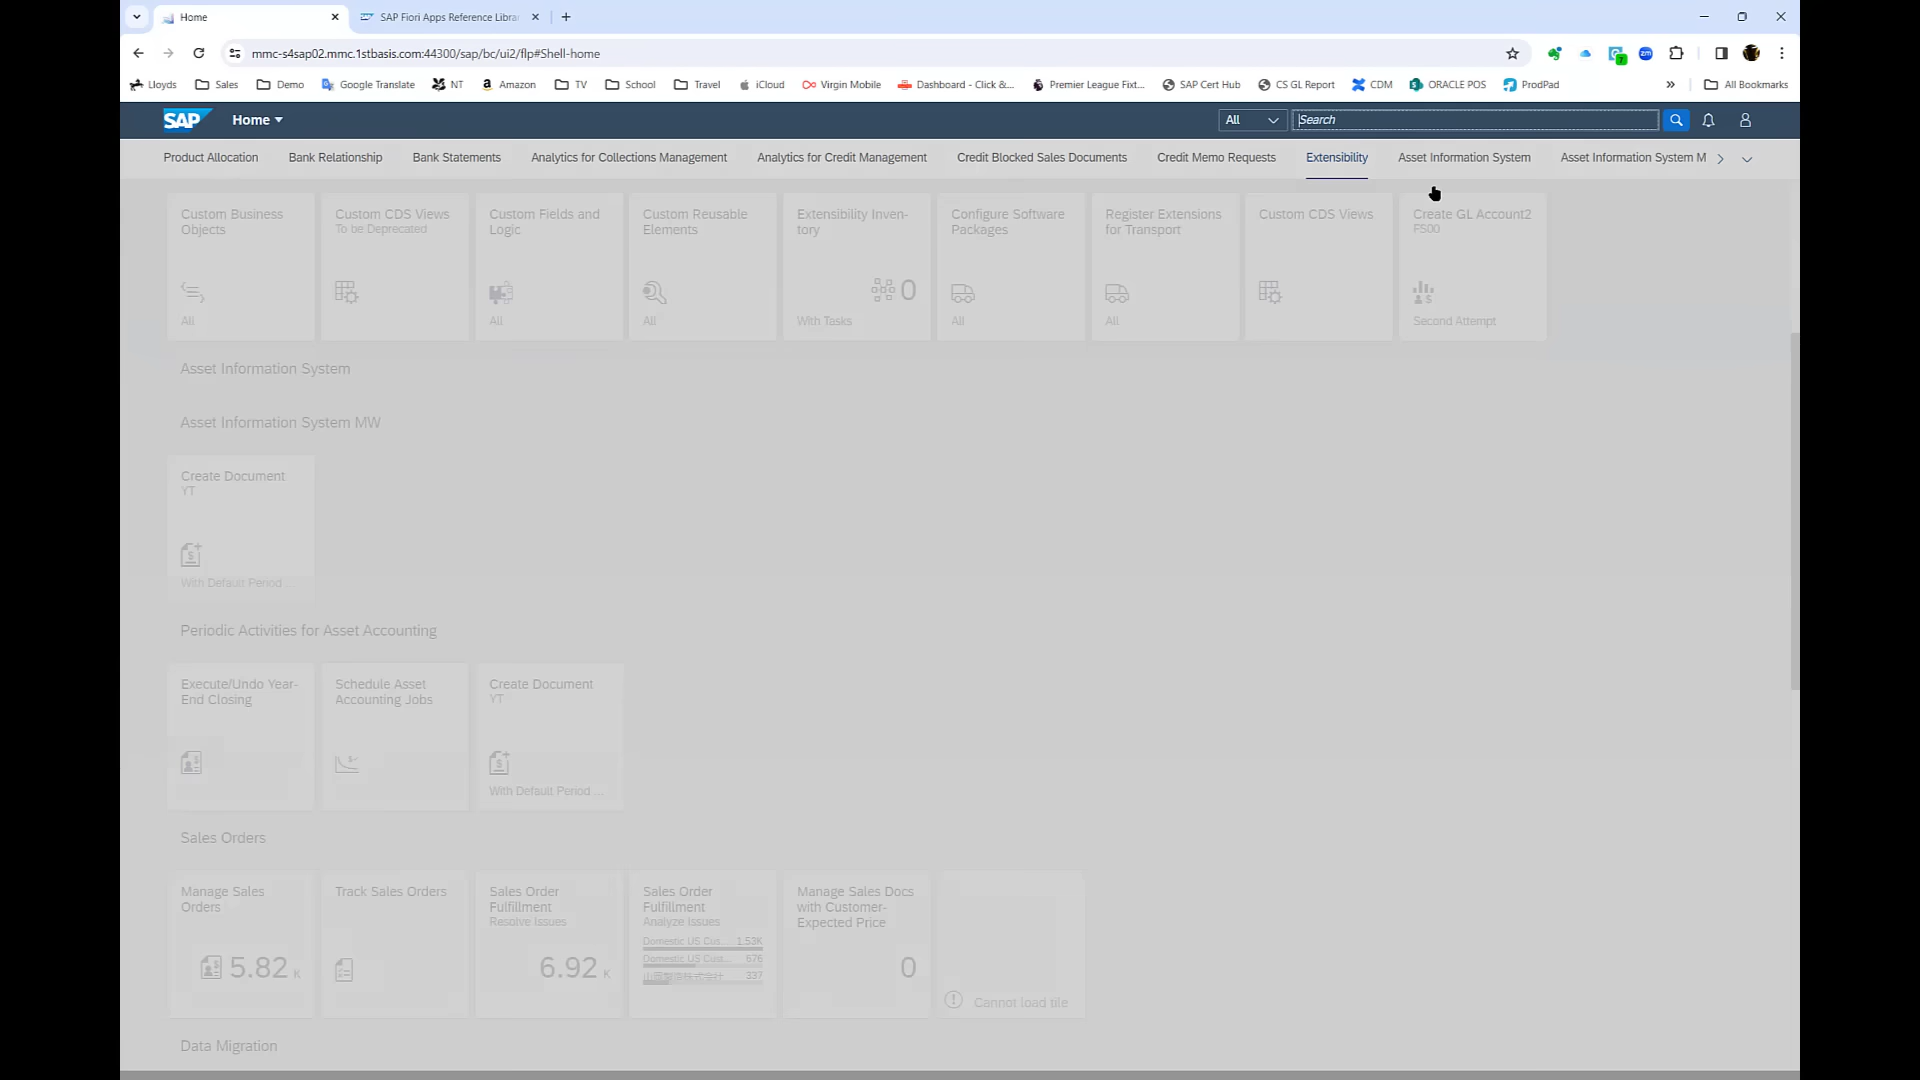 Home
SAP Fiori Apps Reference Libra
mmc-s4sap02.mmc.1stbasis.com:44300/sap/bc/ui2/flp#Shell-home
Lloyds
Sales
Demo
Google Translate
NT
Amazon
TV
School
Travel
iCloud
Virgin Mobile
Dashboard - Click &...
Premier League Fixt...
SAP Cert Hub
CS GL Report
CDM
ORACLE POS
ProdPad
»
All Bookmarks
SAP
Home
All
Search
Product Allocation
Bank Relationship
Bank Statements
Analytics for Collections Management
Analytics for Credit Management
Credit Blocked Sales Documents
Credit Memo Requests
Extensibility
Asset Information System
Asset Information System M
Custom Business
Objects
All
Custom CDS Views
To be Deprecated
Custom Fields and
Logic
All
Custom Reusable
Elements
All
Extensibility Inven-
tory
0
With Tasks
Configure Software
Packages
All
Register Extensions
for Transport
All
Custom CDS Views
Create GL Account2
FS00
Second Attempt
Asset Information System
Asset Information System MW
Create Document
YT
With Default Period ...
Periodic Activities for Asset Accounting
Execute/Undo Year-
End Closing
Schedule Asset
Accounting Jobs
Create Document
YT
With Default Period ...
Sales Orders
Manage Sales
Orders
5.82 K
Track Sales Orders
Sales Order
Fulfillment
Resolve Issues
6.92 K
Sales Order
Fulfillment
Analyze Issues
Domestic US Cus... 1.53K
Domestic US Cust... 676
337
Manage Sales Docs
with Customer-
Expected Price
0
Cannot load tile
Data Migration